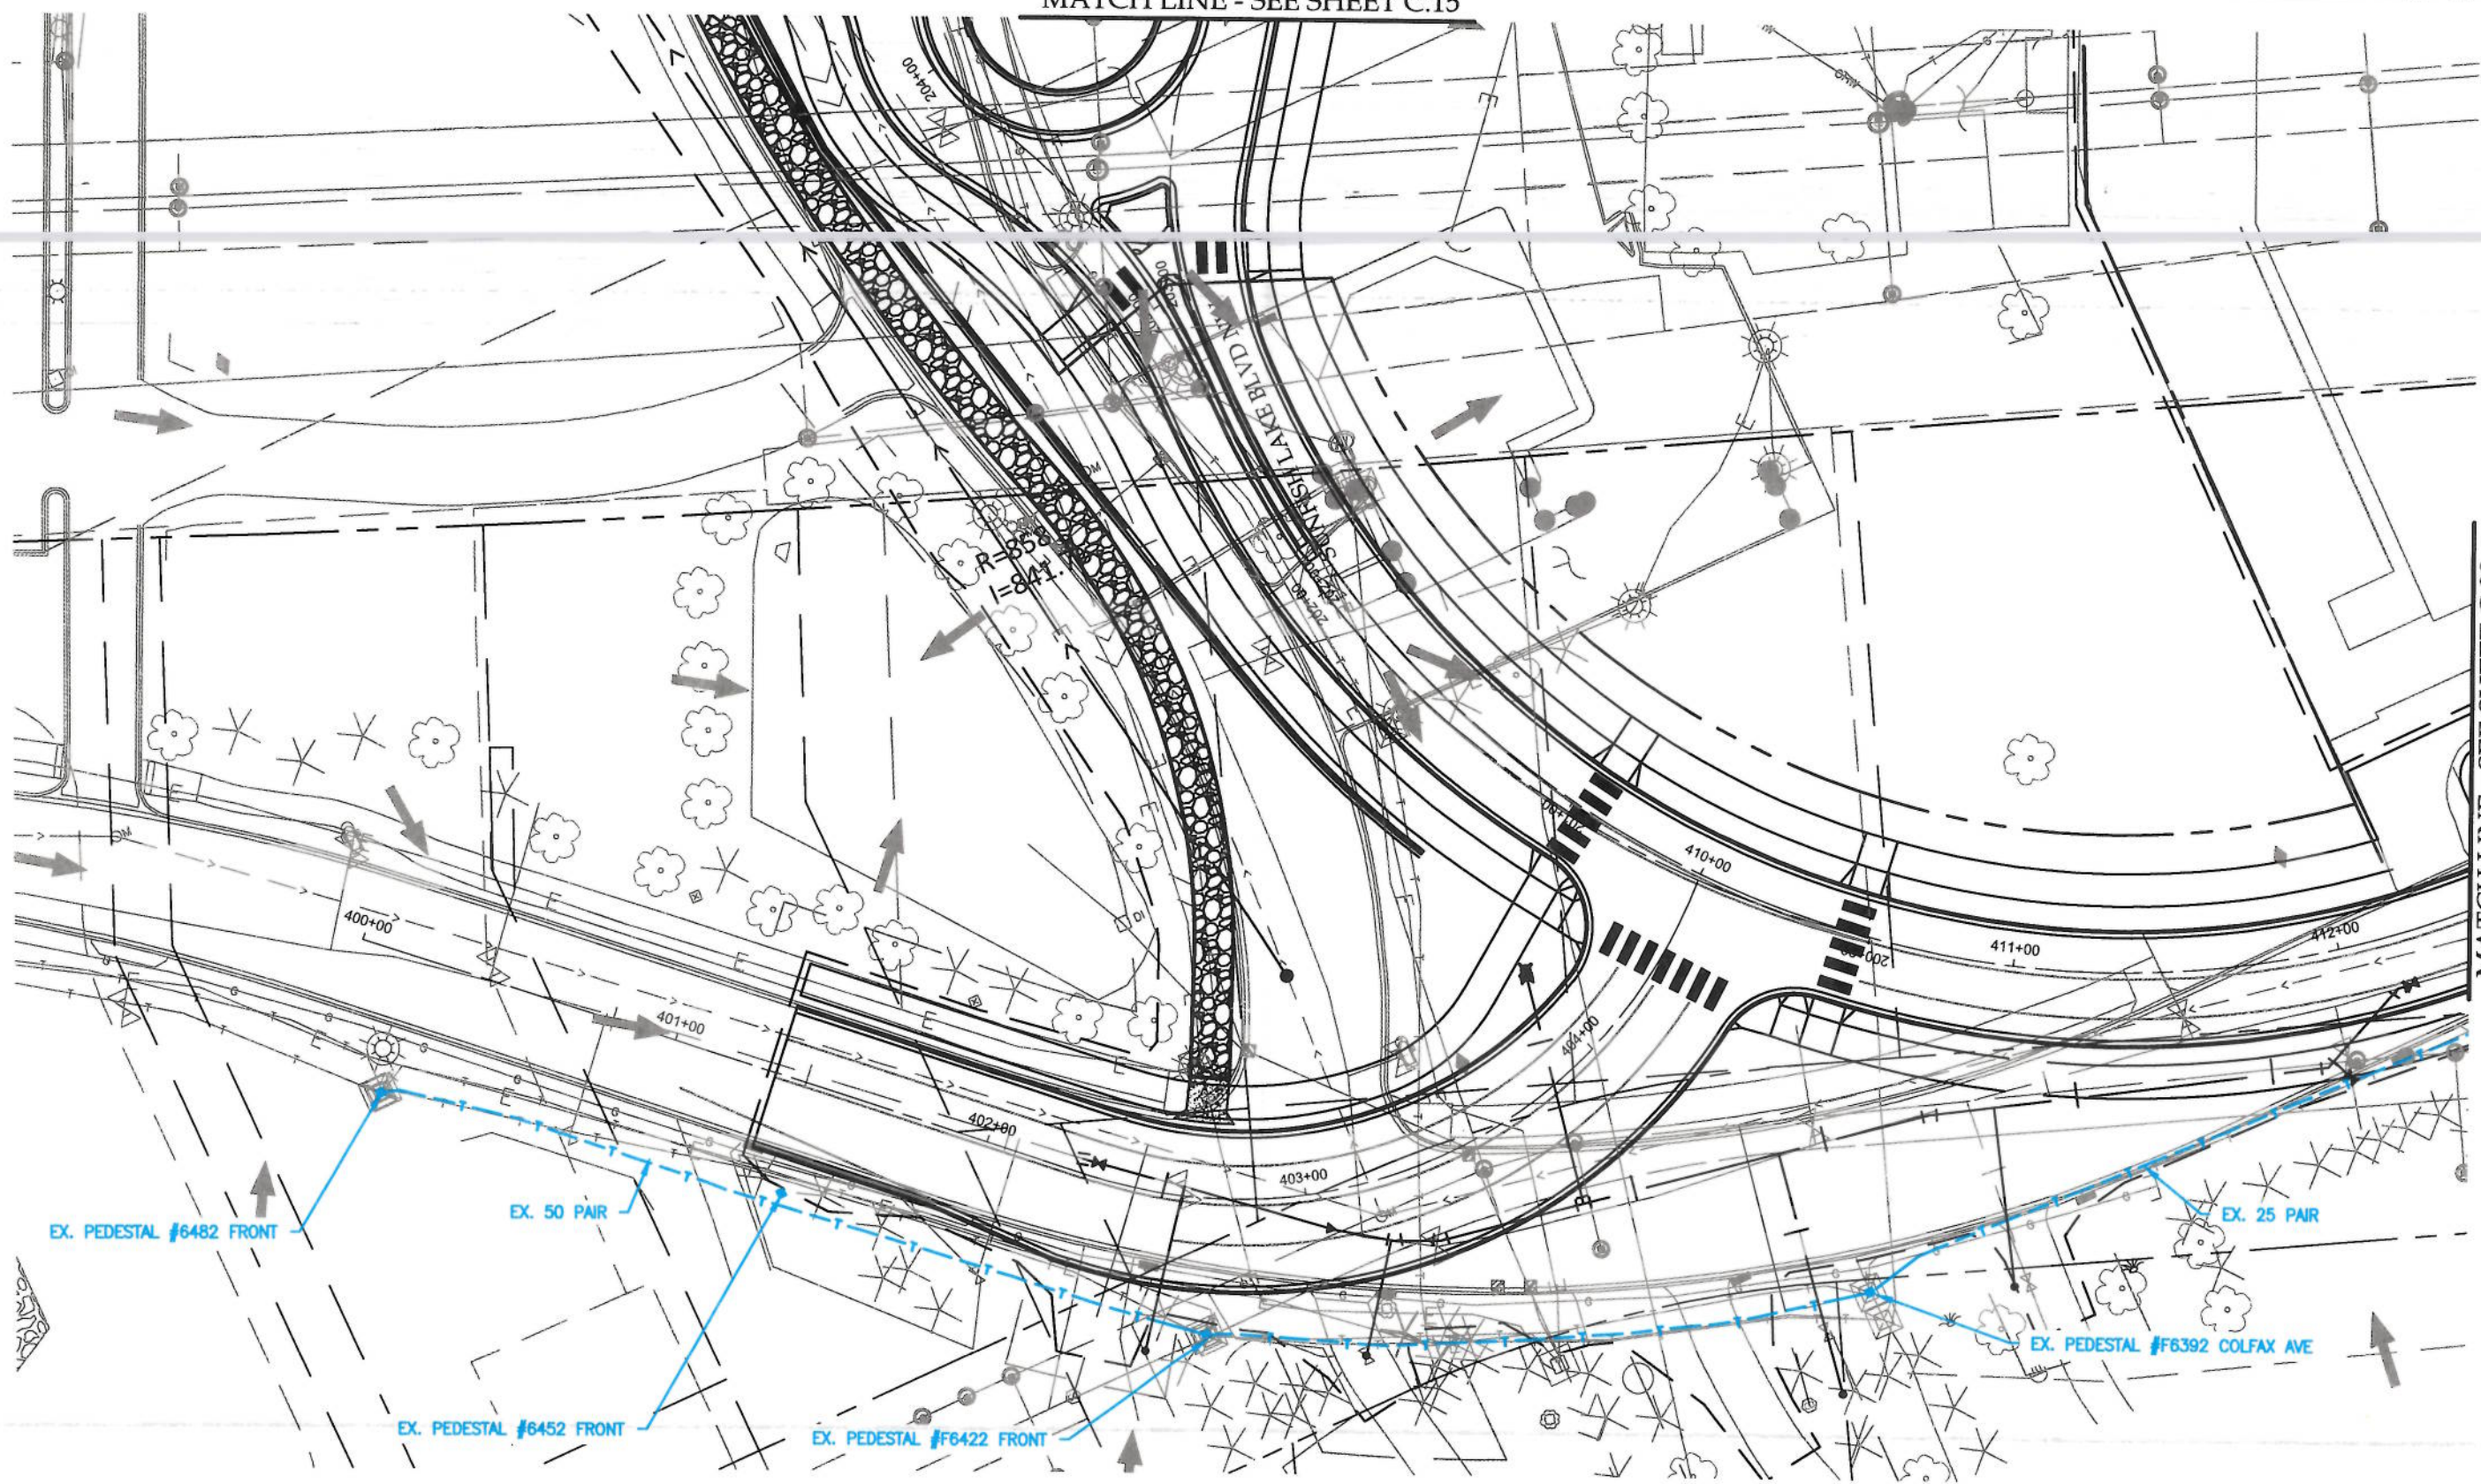 MATCH LINE - SEE SHEET C.15
204+00
R=858
I=841.
410+00
400+00
411+00
412+00
401+00
404+00
402+00
403+00
EX. 50 PAIR
EX. 25 PAIR
EX. PEDESTAL #6482 FRONT
EX. PEDESTAL #F6392 COLFAX AVE
EX. PEDESTAL #6452 FRONT
EX. PEDESTAL #F6422 FRONT